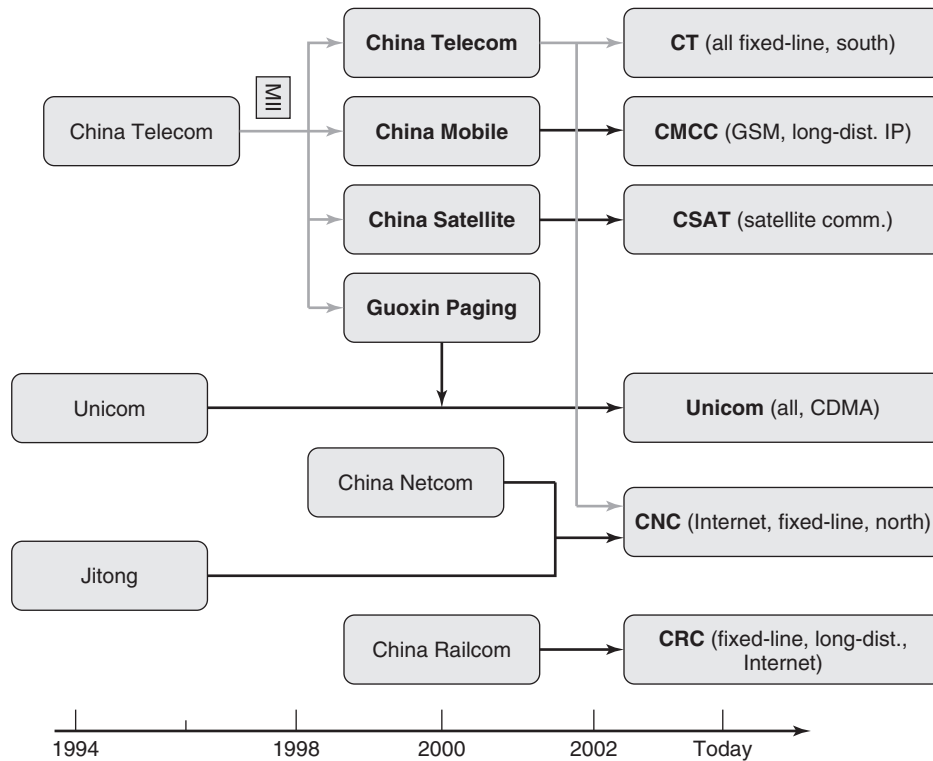 China Telecom
CT (all fixed-line, south)
MII
China Telecom
China Mobile
CMCC (GSM, long-dist. IP)
China Satellite
CSAT (satellite comm.)
Guoxin Paging
Unicom
Unicom (all, CDMA)
China Netcom
CNC (Internet, fixed-line, north)
Jitong
China Railcom
CRC (fixed-line, long-dist.,
Internet)
1994
1998
2000
2002
Today